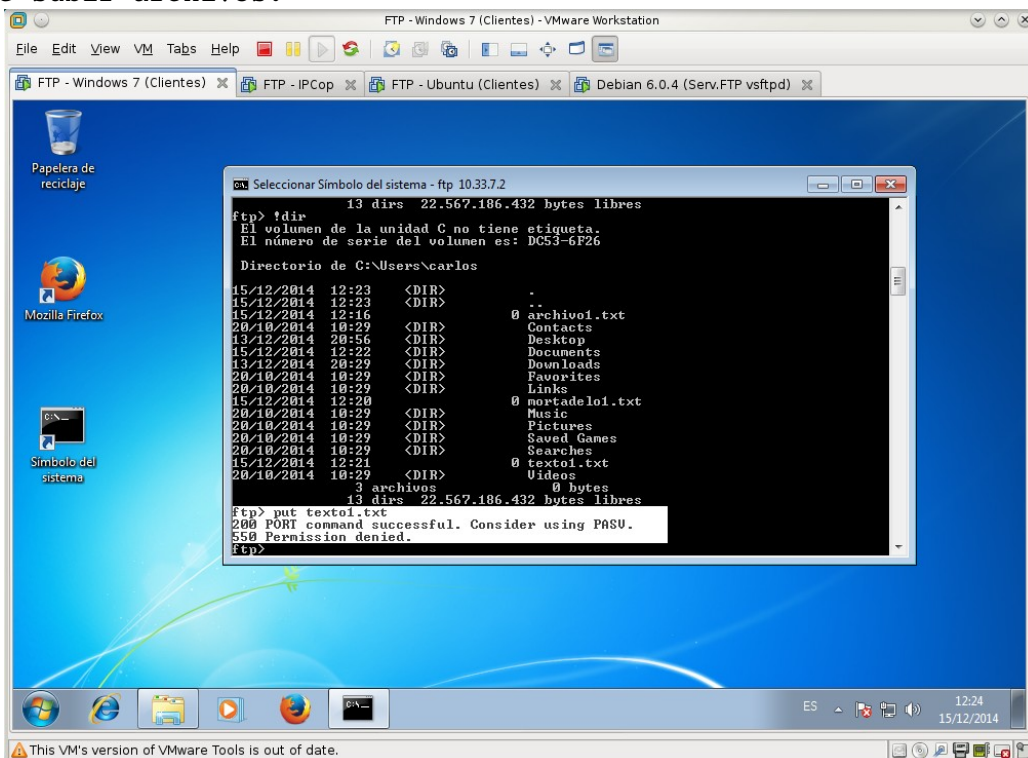 FTP - Windows 7 (Clientes) - VMware Workstation
File Edit View VM Tabs Help
FTP - Windows 7 (Clientes)
FTP - IPCop
FTP - Ubuntu (Clientes)
Debian 6.0.4 (Serv.FTP vsftpd)
Papelera de
reciclaje
Mozilla Firefox
Símbolo del
sistema
Seleccionar Símbolo del sistema - ftp 10.33.7.2
13 dirs 22.567.186.432 bytes libres
ftp> !dir
El volumen de la unidad C no tiene etiqueta.
El número de serie del volumen es: DC53-6F26
Directorio de C:\Users\carlos
15/12/2014 12:23 <DIR> .
15/12/2014 12:23 <DIR> ..
15/12/2014 12:16 0 archivo1.txt
20/10/2014 10:29 <DIR> Contacts
13/12/2014 20:56 <DIR> Desktop
15/12/2014 12:22 <DIR> Documents
13/12/2014 20:29 <DIR> Downloads
20/10/2014 10:29 <DIR> Favorites
20/10/2014 10:29 <DIR> Links
15/12/2014 12:20 0 mortadelo1.txt
20/10/2014 10:29 <DIR> Music
20/10/2014 10:29 <DIR> Pictures
20/10/2014 10:29 <DIR> Saved Games
20/10/2014 10:29 <DIR> Searches
15/12/2014 12:21 0 texto1.txt
20/10/2014 10:29 <DIR> Videos
3 archivos 0 bytes
13 dirs 22.567.186.432 bytes libres
ftp> put texto1.txt
200 PORT command successful. Consider using PASV.
550 Permission denied.
ftp>
ES
12:24
15/12/2014
This VM's version of VMware Tools is out of date.